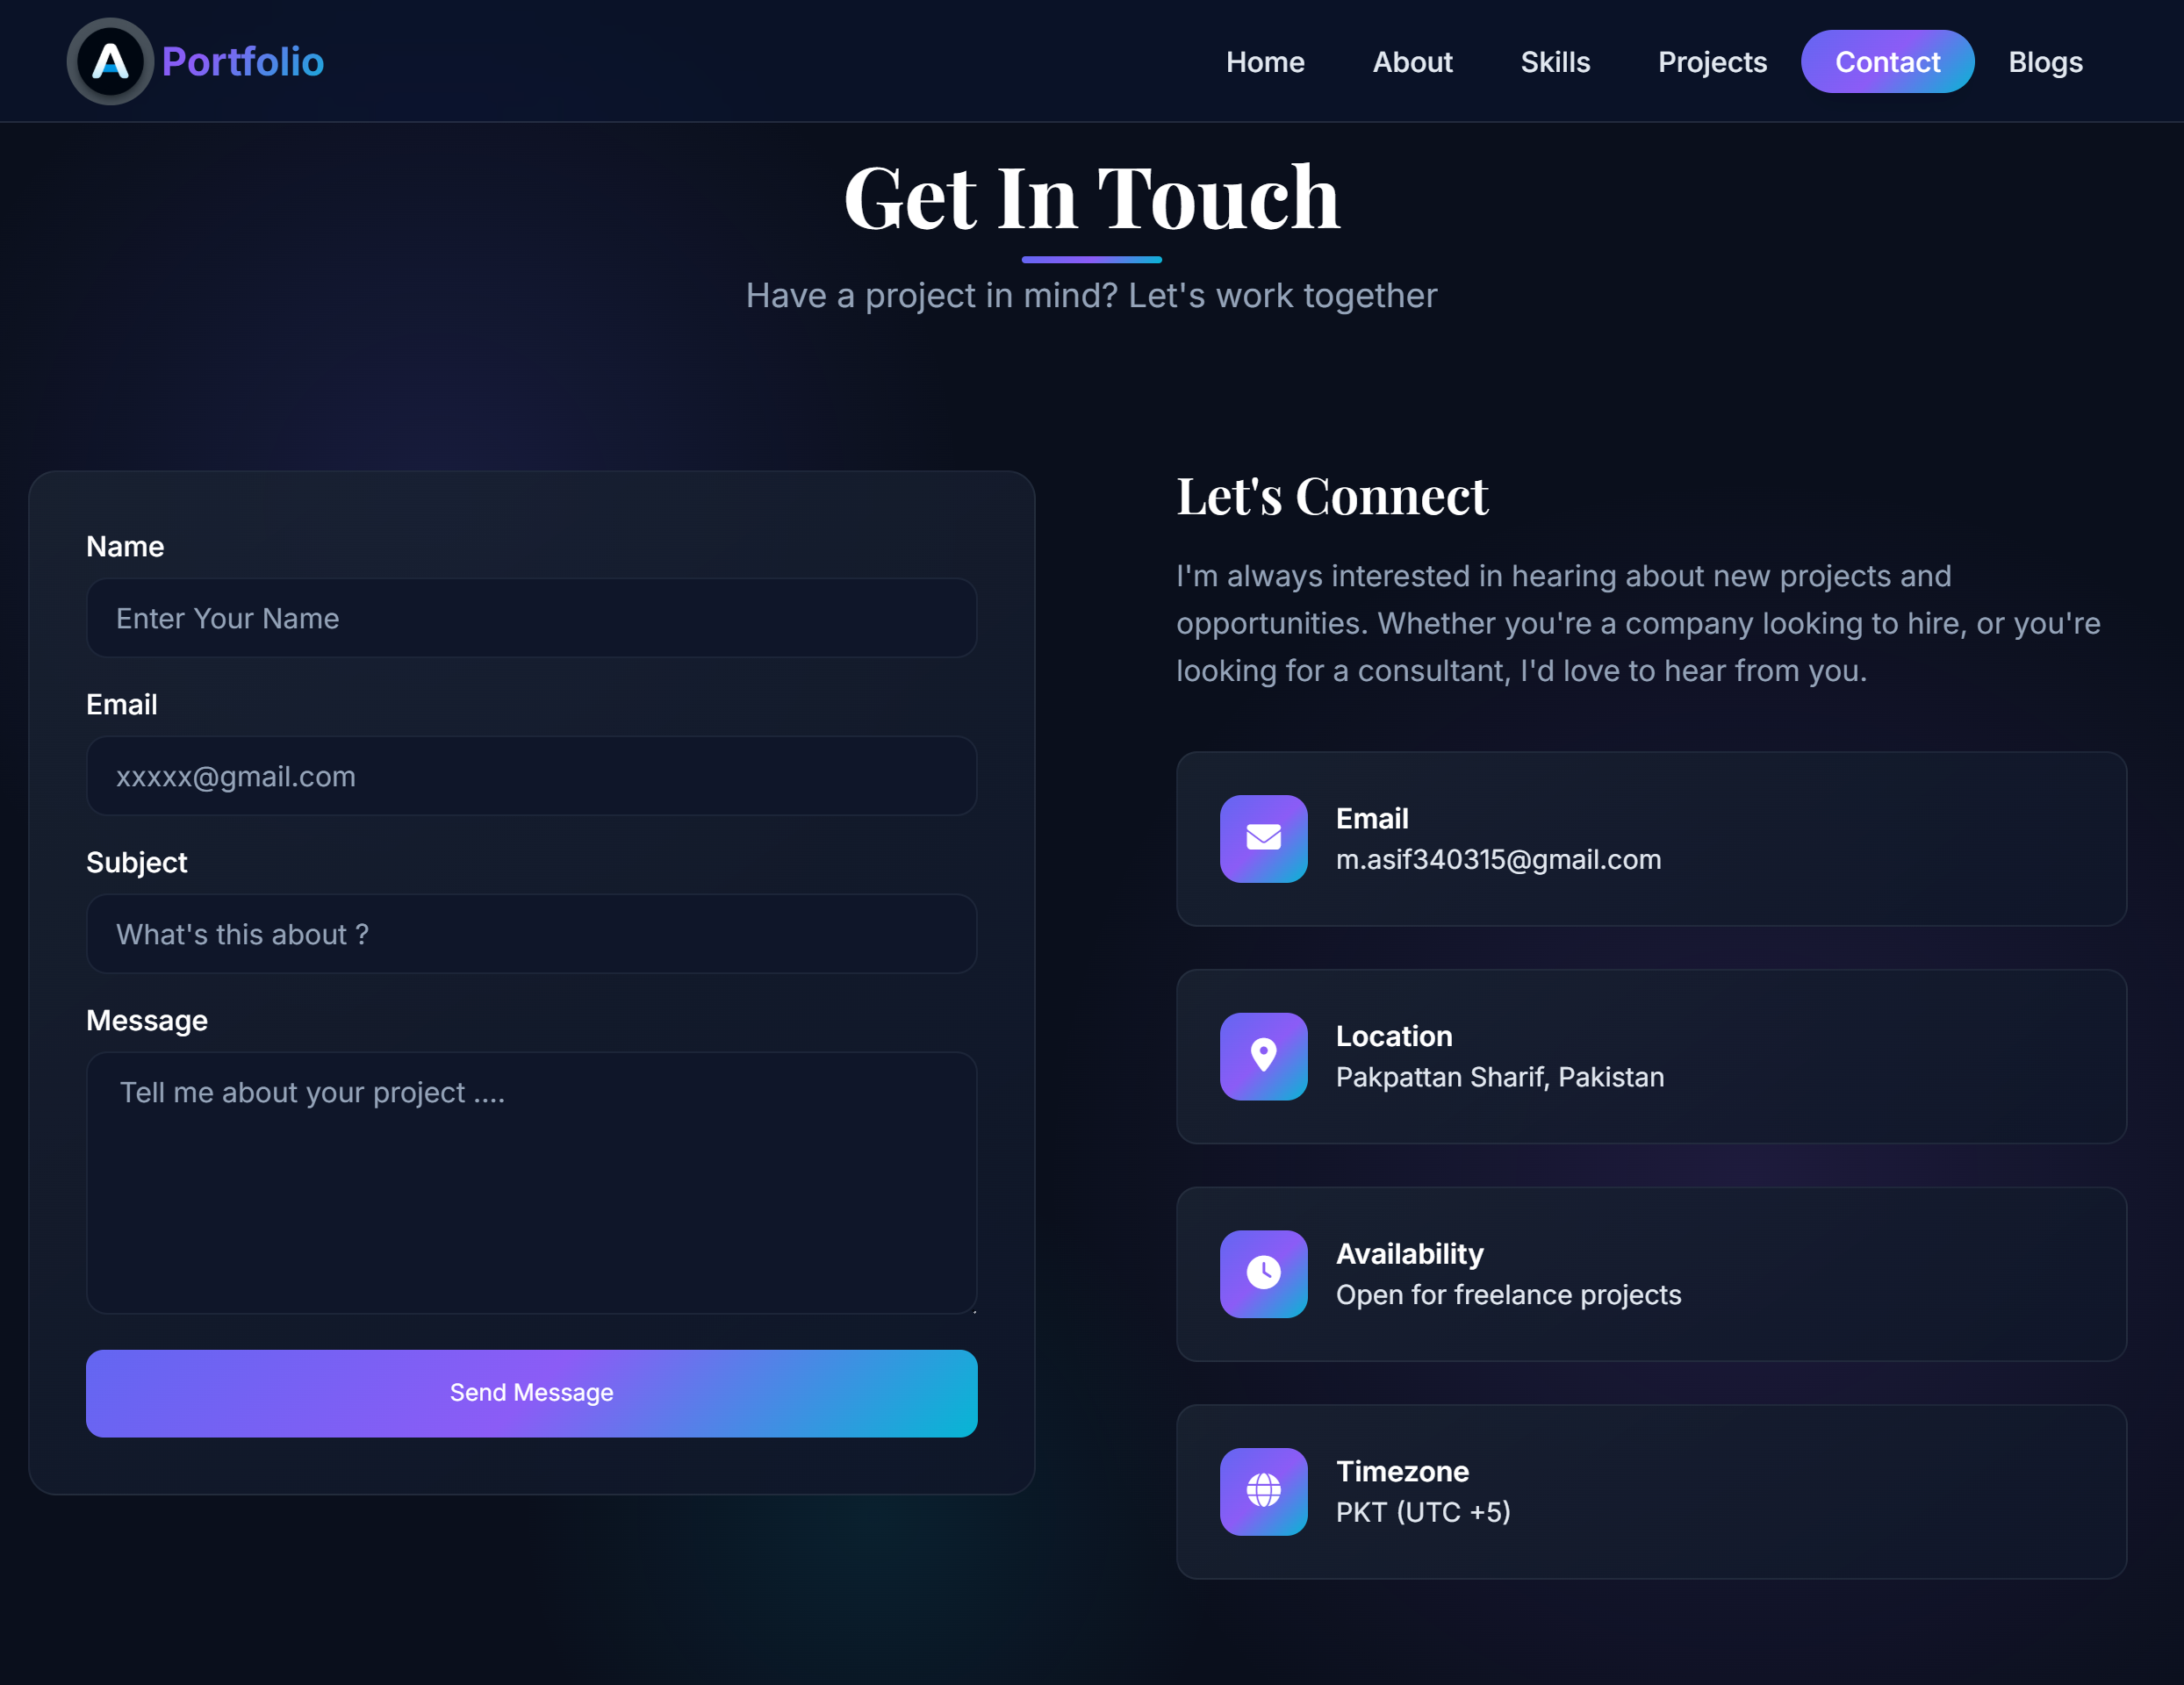 A Portfolio
Home About Skills Projects Contact Blogs
Get In Touch
Have a project in mind? Let's work together
Name
Enter Your Name
Email
xxxxx@gmail.com
Subject
What's this about ?
Message
Tell me about your project ....
Send Message
Let's Connect
I'm always interested in hearing about new projects and
opportunities. Whether you're a company looking to hire, or you're
looking for a consultant, I'd love to hear from you.
Email
m.asif340315@gmail.com
Location
Pakpattan Sharif, Pakistan
Availability
Open for freelance projects
Timezone
PKT (UTC +5)